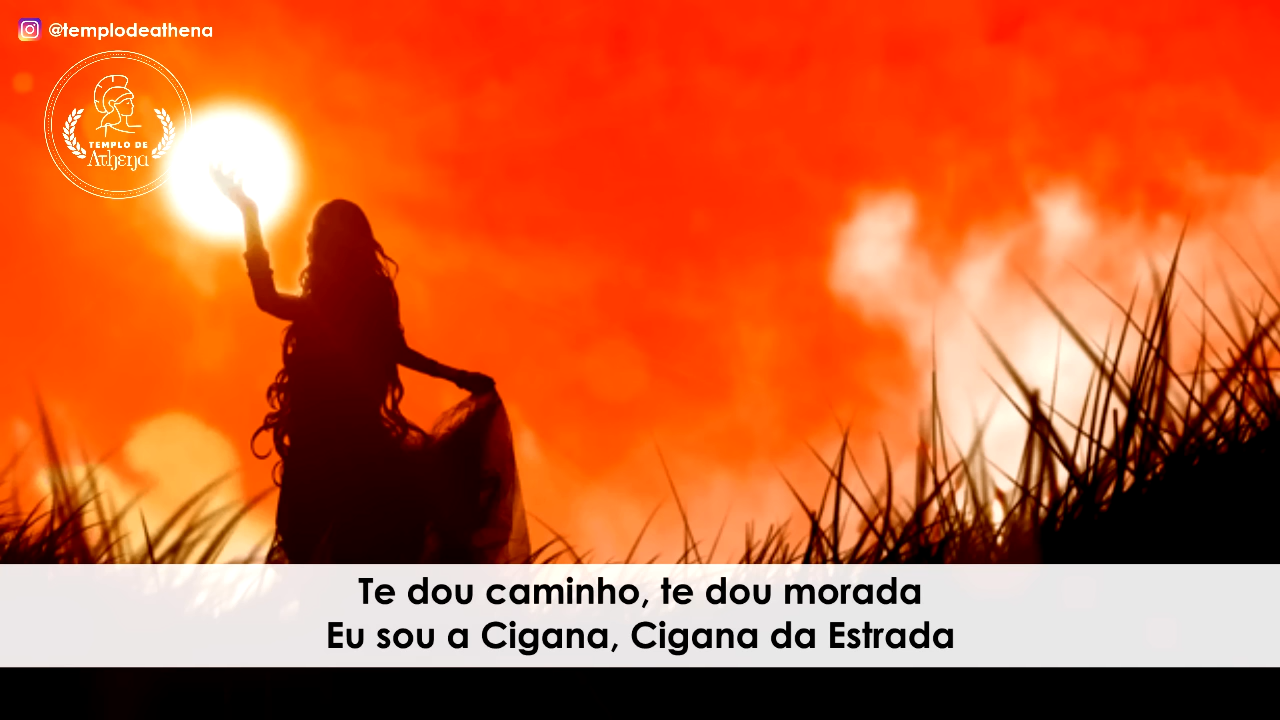 @templodeathena
TEMPLO DE
Athena
Te dou caminho, te dou morada
Eu sou a Cigana, Cigana da Estrada